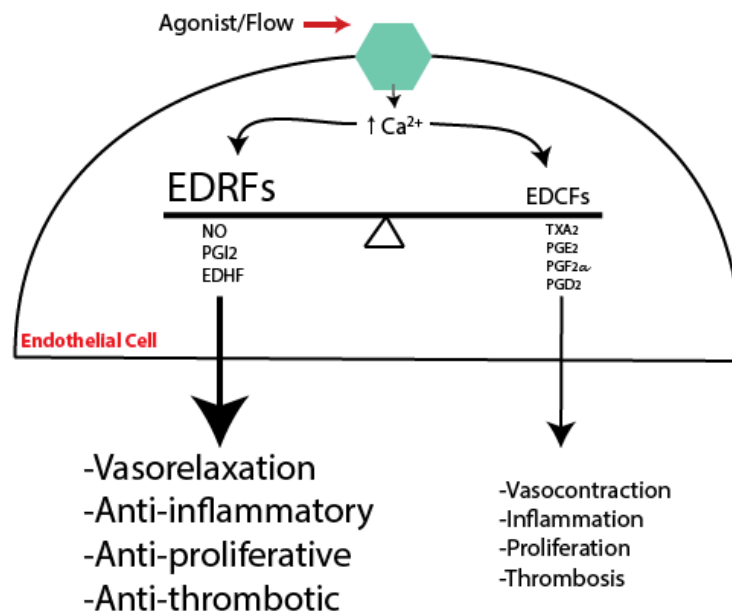 Agonist/Flow
↑ Ca²⁺
EDRFs
EDCFs
NO
PGI2
EDHF
TXA2
PGE2
PGF2α
PGD2
Endothelial Cell
-Vasorelaxation
-Anti-inflammatory
-Anti-proliferative
-Anti-thrombotic
-Vasocontraction
-Inflammation
-Proliferation
-Thrombosis